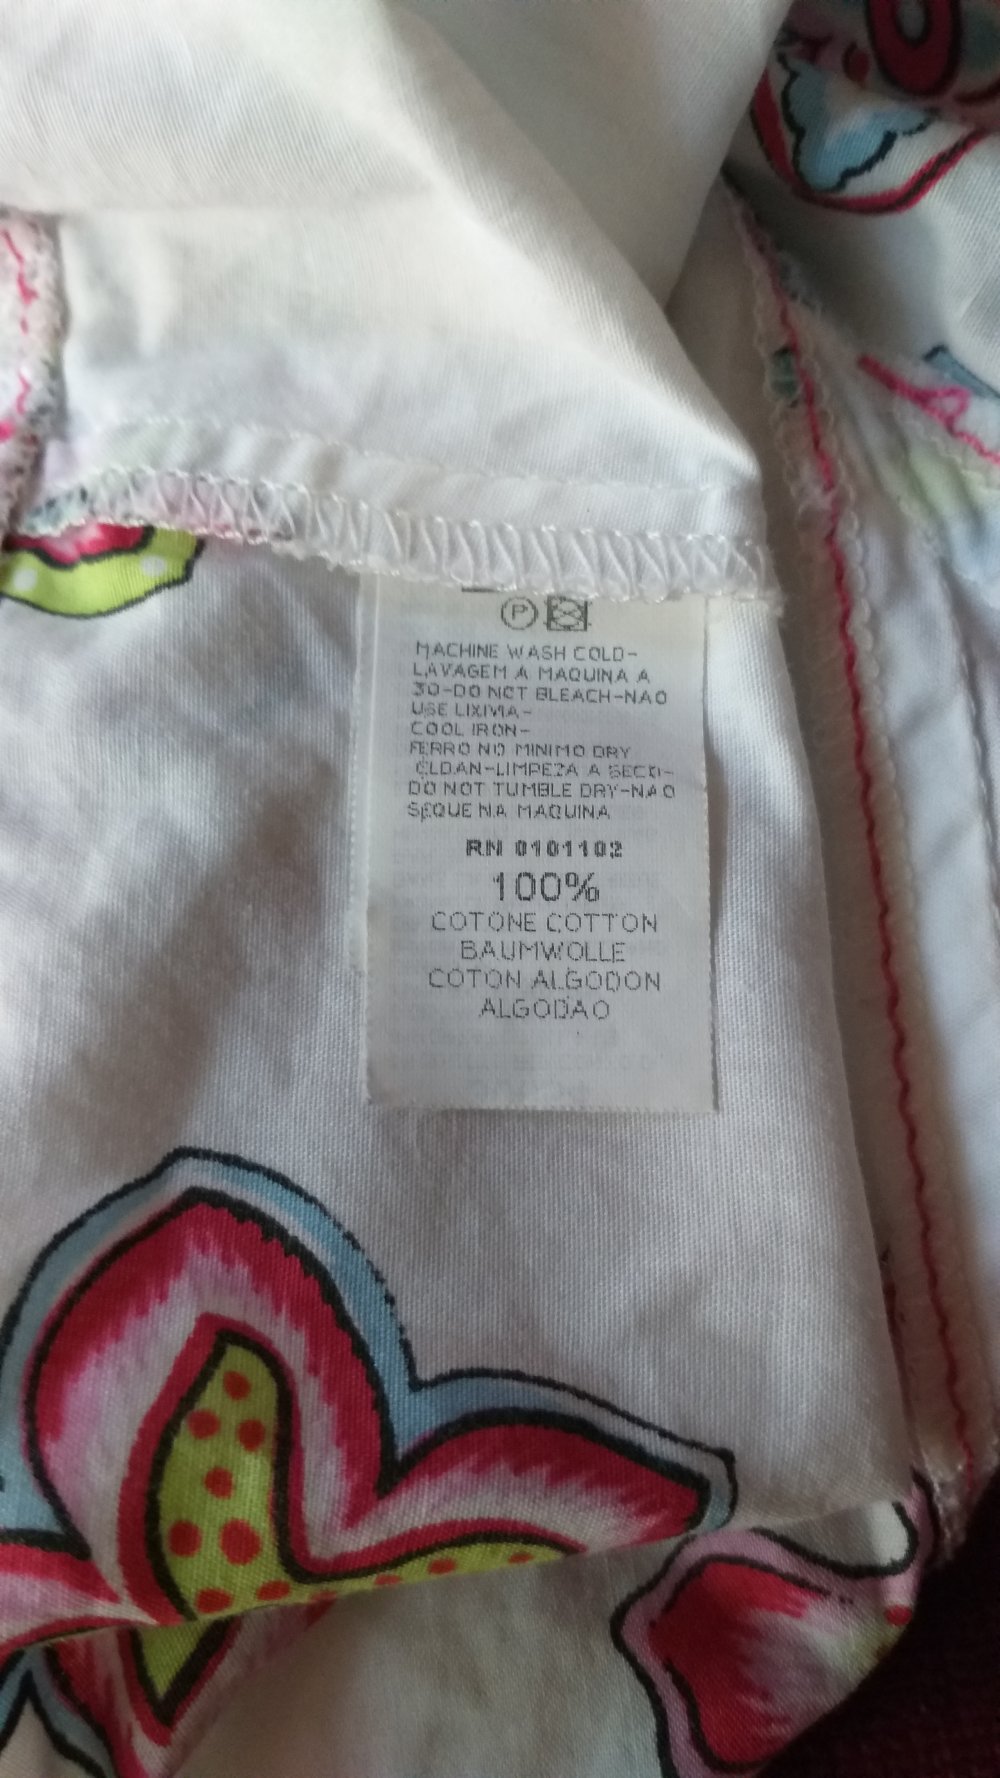 P
MACHINE WASH COLD-
LAVAGEM A MAQUINA A
30-DO NOT BLEACH-NAO
USE LIXIVIA-
COOL IRON-
FERRO NO MINIMO DRY
CLEAN-LIMPEZA A SECO-
DO NOT TUMBLE DRY-NAO
SEQUE NA MAQUINA
RN 0101102
100%
COTONE COTTON
BAUMWOLLE
COTON ALGODON
ALGODAO